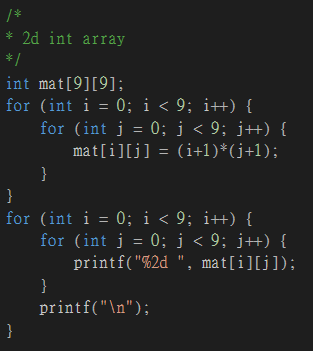 /*
* 2d int array
*/
int mat[9][9];
for (int i = 0; i < 9; i++) {
    for (int j = 0; j < 9; j++) {
        mat[i][j] = (i+1)*(j+1);
    }
}
for (int i = 0; i < 9; i++) {
    for (int j = 0; j < 9; j++) {
        printf("%2d ", mat[i][j]);
    }
    printf("\n");
}